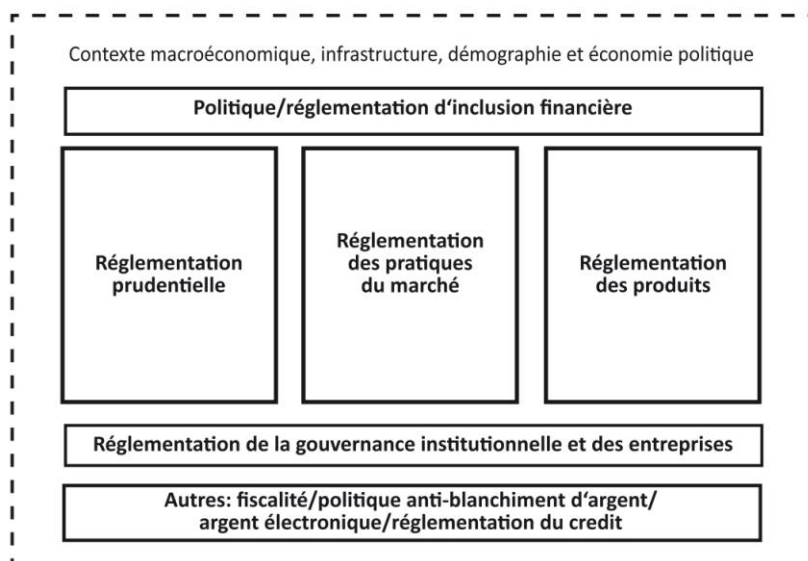 Contexte macroéconomique, infrastructure, démographie et économie politique
Politique/réglementation d‘inclusion financière
Réglementation
prudentielle
Réglementation
des pratiques
du marché
Réglementation
des produits
Réglementation de la gouvernance institutionnelle et des entreprises
Autres: fiscalité/politique anti-blanchiment d‘argent/
argent électronique/réglementation du credit